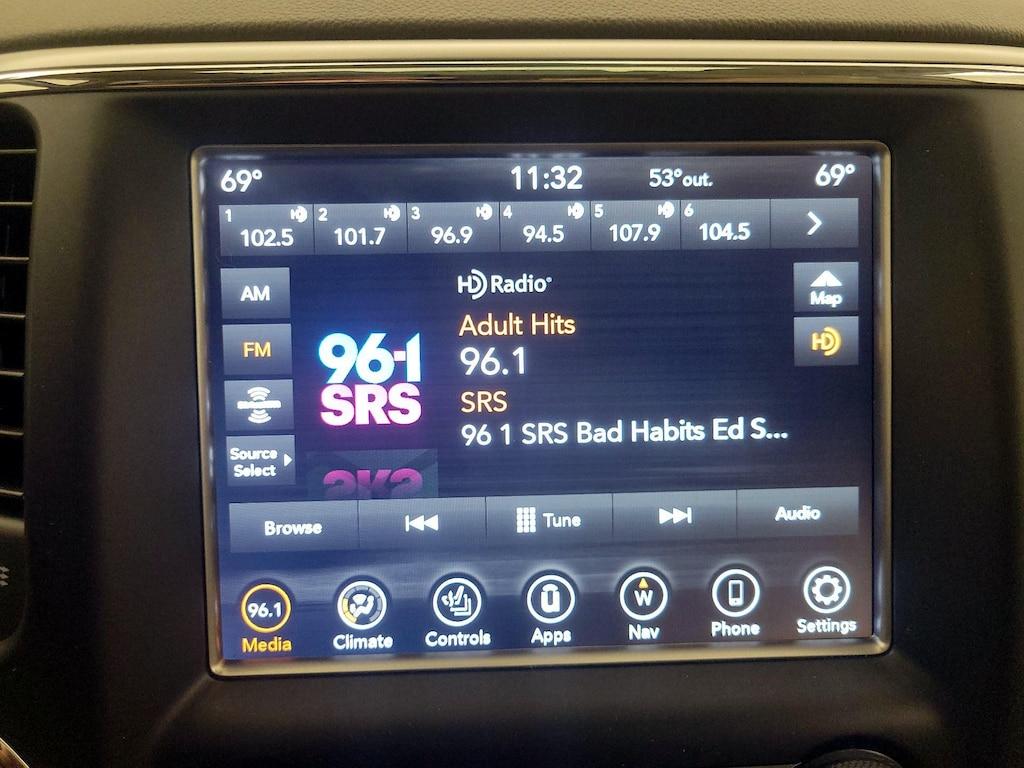 69° 11:32 53° out. 69°
1 102.5 2 101.7 3 96.9 4 94.5 5 107.9 6 104.5
HD Radio®
AM
Map
Adult Hits
FM
HD
96.1
96·1
SRS
SRS
96 1 SRS Bad Habits Ed S...
Source
Select
Browse Tune Audio
96.1 W
Media Climate Controls Apps Nav Phone Settings